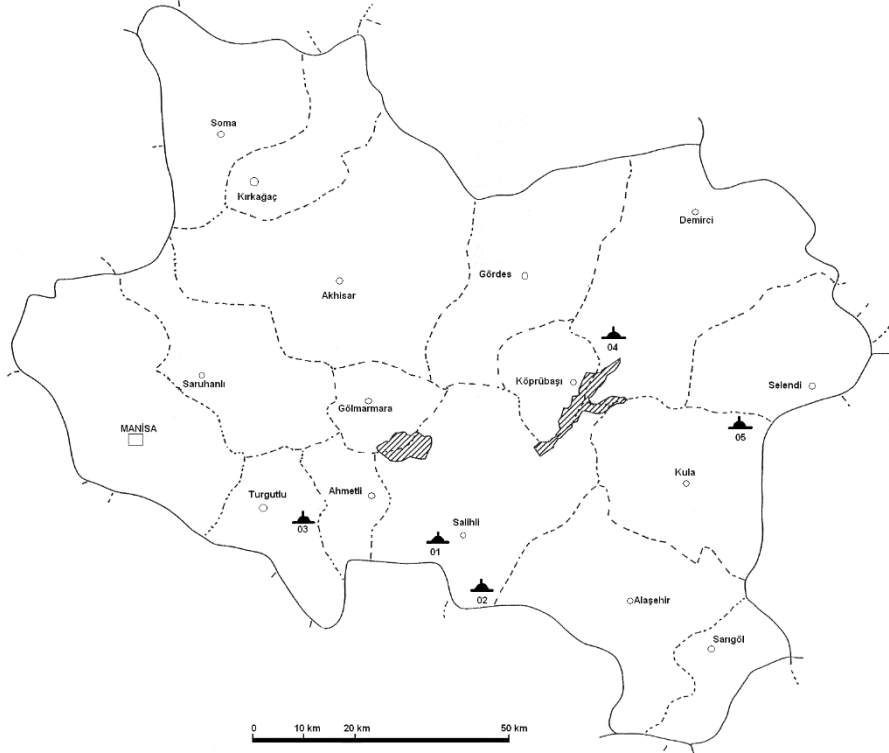 Soma
Kırkağaç
Demirci
Gördes
Akhisar
04
Köprübaşı
Saruhanlı
Selendi
Gölmarmara
MANİSA
05
Kula
Ahmetli
Turgutlu
03
Salihli
01
02
Alaşehir
Sarıgöl
0 10 km 20 km 50 km